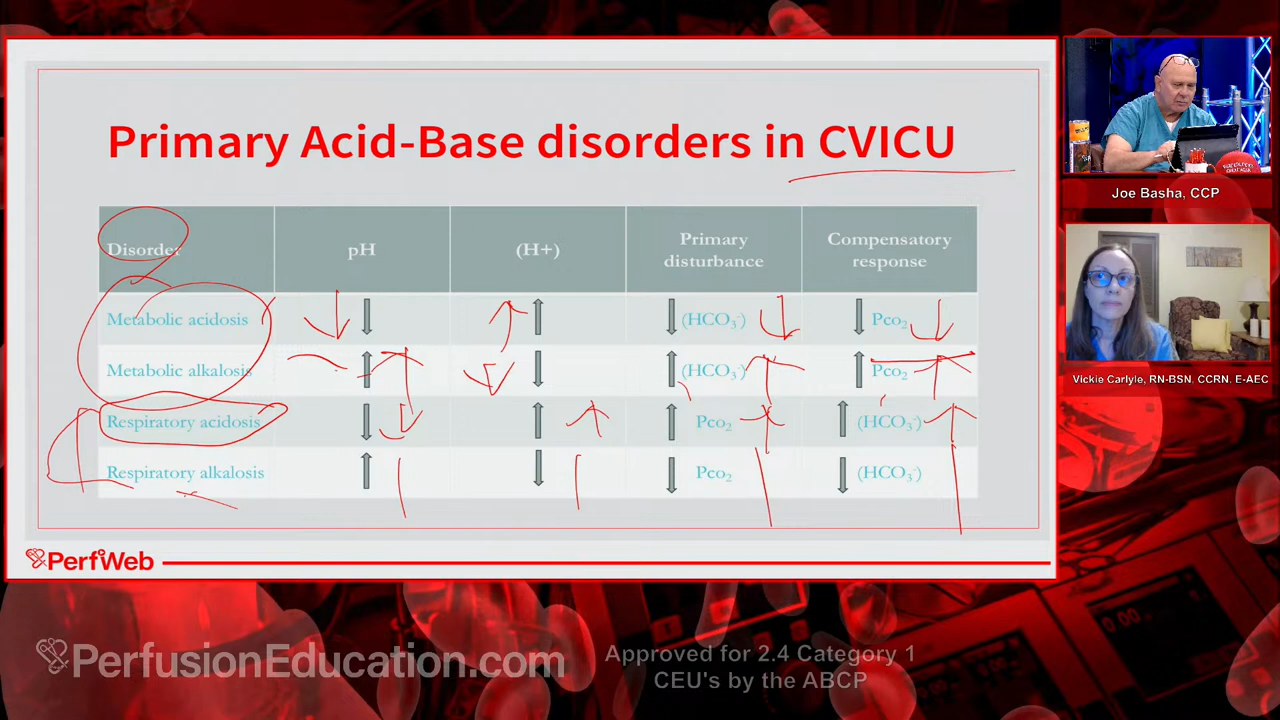 Primary Acid-Base disorders in CVICU
Disorder pH (H+) Primary disturbance Compensatory response
Metabolic acidosis ↓ ↑ ↓ (HCO₃⁻) ↓ Pco₂
Metabolic alkalosis ↑ ↓ ↑ (HCO₃⁻) ↑ Pco₂
Respiratory acidosis ↓ ↑ ↑ Pco₂ ↑ (HCO₃⁻)
Respiratory alkalosis ↑ ↓ ↓ Pco₂ ↓ (HCO₃⁻)
PerfWeb
Joe Basha, CCP
Vickie Carlyle, RN-BSN, CCRN, E-AEC
PerfusionEducation.com
Approved for 2.4 Category 1
CEU's by the ABCP